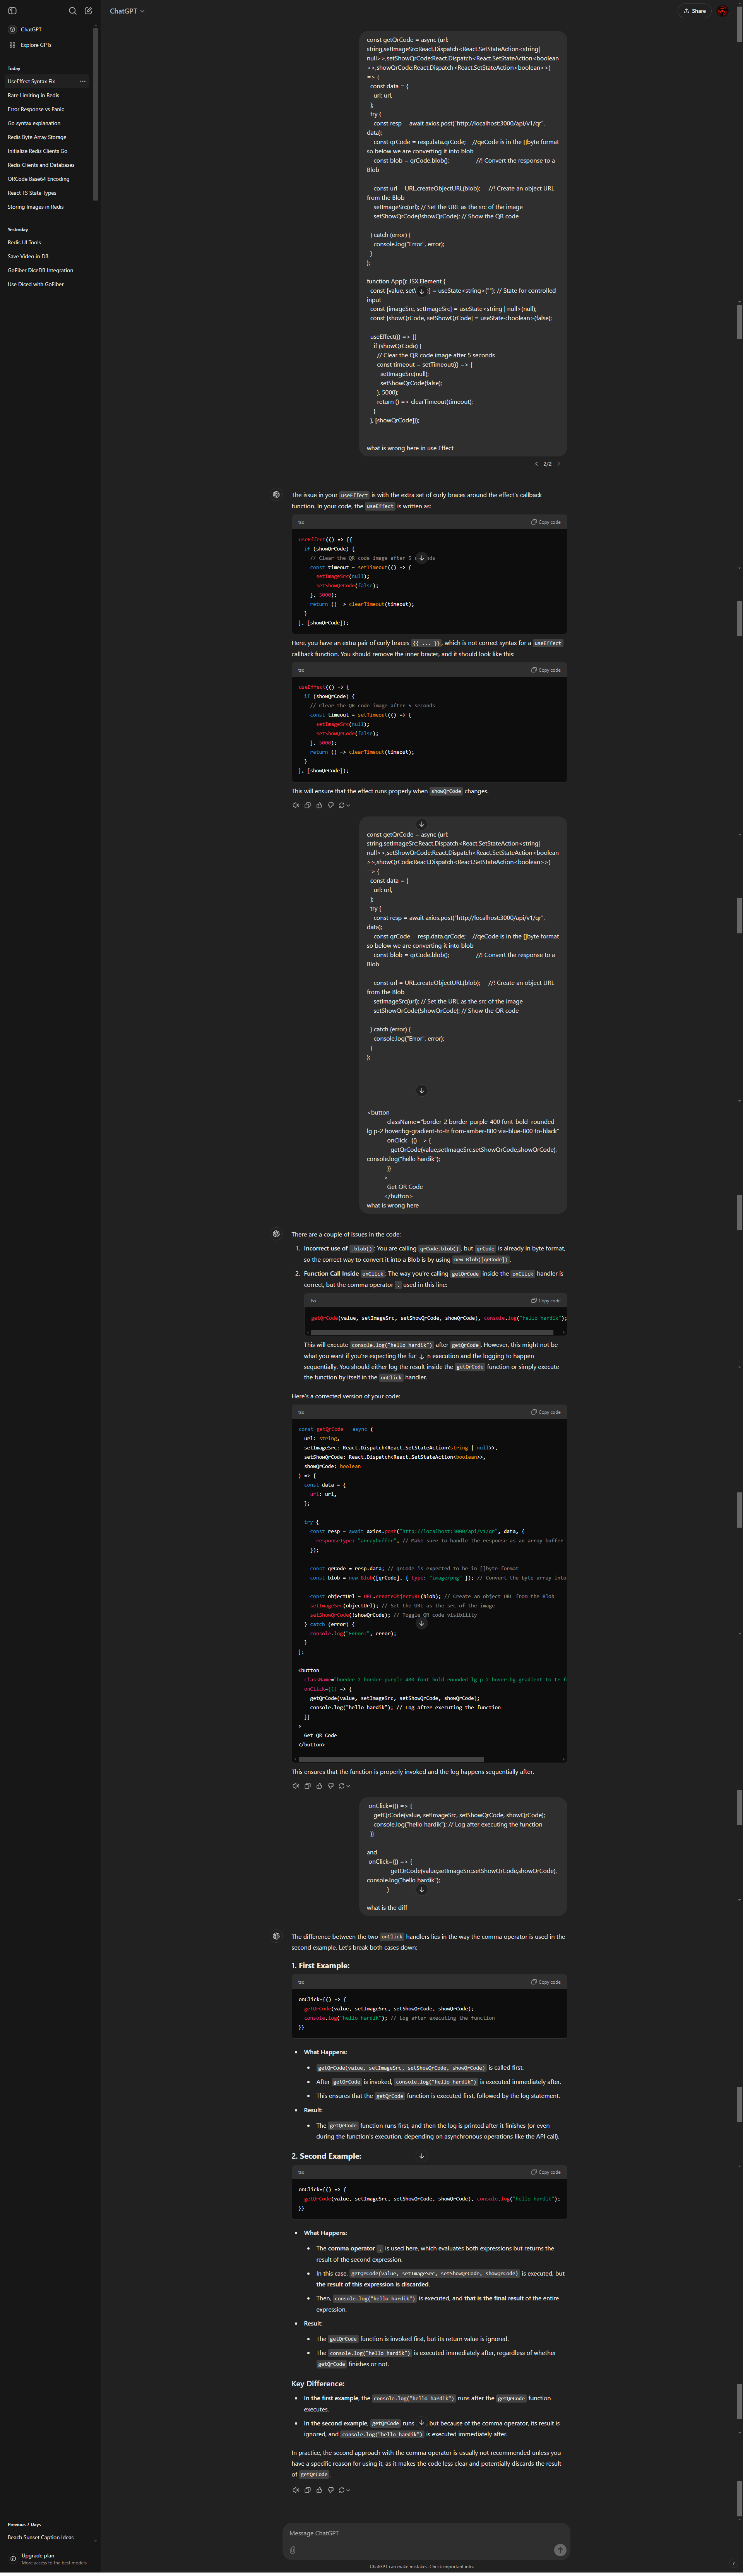 ChatGPT
Share
ChatGPT
Explore GPTs
Today
UseEffect Syntax Fix
Rate Limiting in Redis
Error Response vs Panic
Go syntax explanation
Redis Byte Array Storage
Initialize Redis Clients Go
Redis Clients and Databases
QRCode Base64 Encoding
React TS State Types
Storing Images in Redis
Yesterday
Redis UI Tools
Save Video in DB
GoFiber DiceDB Integration
Use Diced with GoFiber
const getQrCode = async (url:
string,setImageSrc:React.Dispatch<React.SetStateAction<string|
null>>,setShowQrCode:React.Dispatch<React.SetStateAction<boolean
>>,showQrCode:React.Dispatch<React.SetStateAction<boolean>>)
=> {
const data = {
url: url,
};
try {
const resp = await axios.post("http://localhost:3000/api/v1/qr",
data);
const qrCode = resp.data.qrCode; //qeCode is in the []byte format
so below we are converting it into blob
const blob = qrCode.blob(); //! Convert the response to a
Blob
const url = URL.createObjectURL(blob); //! Create an object URL
from the Blob
setImageSrc(url); // Set the URL as the src of the image
setShowQrCode(!showQrCode); // Show the QR code
} catch (error) {
console.log("Error", error);
}
};
function App(): JSX.Element {
const [value, setV e] = useState<string>(""); // State for controlled
input
const [imageSrc, setImageSrc] = useState<string | null>(null);
const [showQrCode, setShowQrCode] = useState<boolean>(false);
useEffect(() => {{
if (showQrCode) {
// Clear the QR code image after 5 seconds
const timeout = setTimeout(() => {
setImageSrc(null);
setShowQrCode(false);
}, 5000);
return () => clearTimeout(timeout);
}
}, [showQrCode]});
what is wrong here in use Effect
2/2
The issue in your useEffect is with the extra set of curly braces around the effect's callback
function. In your code, the useEffect is written as:
tsx Copy code
useEffect(() => {{
if (showQrCode) {
// Clear the QR code image after 5 s conds
const timeout = setTimeout(() => {
setImageSrc(null);
setShowQrCode(false);
}, 5000);
return () => clearTimeout(timeout);
}
}, [showQrCode]);
Here, you have an extra pair of curly braces {{ ... }}, which is not correct syntax for a useEffect
callback function. You should remove the inner braces, and it should look like this:
tsx Copy code
useEffect(() => {
if (showQrCode) {
// Clear the QR code image after 5 seconds
const timeout = setTimeout(() => {
setImageSrc(null);
setShowQrCode(false);
}, 5000);
return () => clearTimeout(timeout);
}
}, [showQrCode]);
This will ensure that the effect runs properly when showQrCode changes.
const getQrCode = async (url:
string,setImageSrc:React.Dispatch<React.SetStateAction<string|
null>>,setShowQrCode:React.Dispatch<React.SetStateAction<boolean
>>,showQrCode:React.Dispatch<React.SetStateAction<boolean>>)
=> {
const data = {
url: url,
};
try {
const resp = await axios.post("http://localhost:3000/api/v1/qr",
data);
const qrCode = resp.data.qrCode; //qeCode is in the []byte format
so below we are converting it into blob
const blob = qrCode.blob(); //! Convert the response to a
Blob
const url = URL.createObjectURL(blob); //! Create an object URL
from the Blob
setImageSrc(url); // Set the URL as the src of the image
setShowQrCode(!showQrCode); // Show the QR code
} catch (error) {
console.log("Error", error);
}
};
<button
className="border-2 border-purple-400 font-bold rounded-
lg p-2 hover:bg-gradient-to-tr from-amber-800 via-blue-800 to-black"
onClick={() => {
getQrCode(value,setImageSrc,setShowQrCode,showQrCode),
console.log("hello hardik");
}}
>
Get QR Code
</button>
what is wrong here
There are a couple of issues in the code:
1. Incorrect use of .blob(): You are calling qrCode.blob(), but qrCode is already in byte format,
so the correct way to convert it into a Blob is by using new Blob([qrCode]).
2. Function Call Inside onClick: The way you're calling getQrCode inside the onClick handler is
correct, but the comma operator , used in this line:
tsx Copy code
getQrCode(value, setImageSrc, setShowQrCode, showQrCode), console.log("hello hardik");
This will execute console.log("hello hardik") after getQrCode. However, this might not be
what you want if you're expecting the fur n execution and the logging to happen
sequentially. You should either log the result inside the getQrCode function or simply execute
the function by itself in the onClick handler.
Here's a corrected version of your code:
tsx Copy code
const getQrCode = async (
url: string,
setImageSrc: React.Dispatch<React.SetStateAction<string | null>>,
setShowQrCode: React.Dispatch<React.SetStateAction<boolean>>,
showQrCode: boolean
) => {
const data = {
url: url,
};
try {
const resp = await axios.post("http://localhost:3000/api/v1/qr", data, {
responseType: "arraybuffer", // Make sure to handle the response as an array buffer
});
const qrCode = resp.data; // qrCode is expected to be in []byte format
const blob = new Blob([qrCode], { type: "image/png" }); // Convert the byte array into
const objectUrl = URL.createObjectURL(blob); // Create an object URL from the Blob
setImageSrc(objectUrl); // Set the URL as the src of the image
setShowQrCode(!showQrCode); // Toggle QR code visibility
} catch (error) {
console.log("Error:", error);
}
};
<button
className="border-2 border-purple-400 font-bold rounded-lg p-2 hover:bg-gradient-to-tr f
onClick={() => {
getQrCode(value, setImageSrc, setShowQrCode, showQrCode);
console.log("hello hardik"); // Log after executing the function
}}
>
Get QR Code
</button>
This ensures that the function is properly invoked and the log happens sequentially after.
onClick={() => {
getQrCode(value, setImageSrc, setShowQrCode, showQrCode);
console.log("hello hardik"); // Log after executing the function
}}
and
onClick={() => {
getQrCode(value,setImageSrc,setShowQrCode,showQrCode),
console.log("hello hardik");
}
what is the diff
The difference between the two onClick handlers lies in the way the comma operator is used in the
second example. Let's break both cases down:
1. First Example:
tsx Copy code
onClick={() => {
getQrCode(value, setImageSrc, setShowQrCode, showQrCode);
console.log("hello hardik"); // Log after executing the function
}}
What Happens:
getQrCode(value, setImageSrc, setShowQrCode, showQrCode) is called first.
After getQrCode is invoked, console.log("hello hardik") is executed immediately after.
This ensures that the getQrCode function is executed first, followed by the log statement.
Result:
The getQrCode function runs first, and then the log is printed after it finishes (or even
during the function's execution, depending on asynchronous operations like the API call).
2. Second Example:
tsx Copy code
onClick={() => {
getQrCode(value, setImageSrc, setShowQrCode, showQrCode), console.log("hello hardik");
}}
What Happens:
The comma operator , is used here, which evaluates both expressions but returns the
result of the second expression.
In this case, getQrCode(value, setImageSrc, setShowQrCode, showQrCode) is executed, but
the result of this expression is discarded.
Then, console.log("hello hardik") is executed, and that is the final result of the entire
expression.
Result:
The getQrCode function is invoked first, but its return value is ignored.
The console.log("hello hardik") is executed immediately after, regardless of whether
getQrCode finishes or not.
Key Difference:
In the first example, the console.log("hello hardik") runs after the getQrCode function
executes.
In the second example, getQrCode runs , but because of the comma operator, its result is
ignored, and console.log("hello hardik") is executed immediately after.
In practice, the second approach with the comma operator is usually not recommended unless you
have a specific reason for using it, as it makes the code less clear and potentially discards the result
of getQrCode.
Previous 7 Days
Beach Sunset Caption Ideas
Upgrade plan
More access to the best models
Message ChatGPT
ChatGPT can make mistakes. Check important info.
?